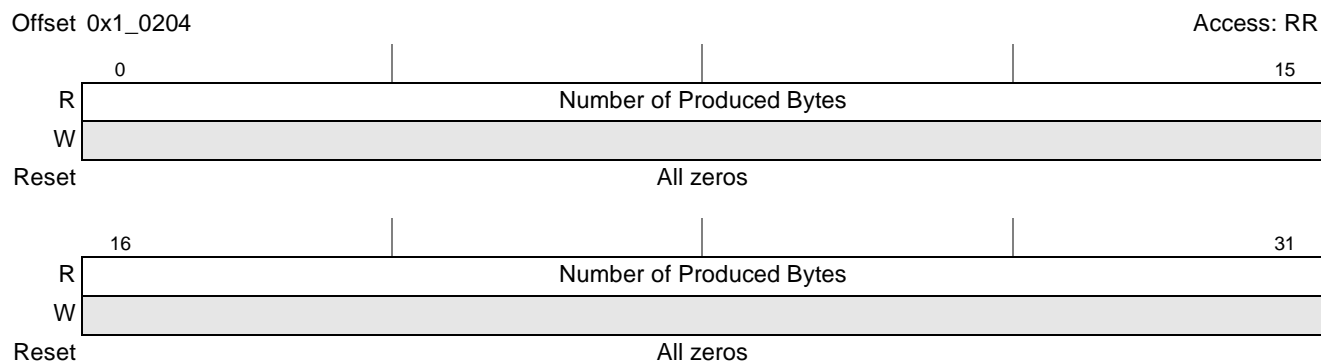 Offset 0x1_0204 Access: RR
0 15
R Number of Produced Bytes
W
Reset All zeros
16 31
R Number of Produced Bytes
W
Reset All zeros